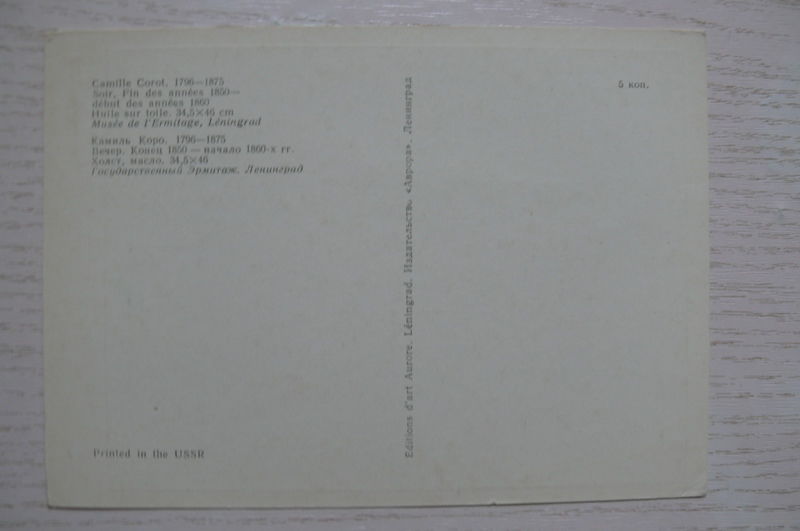 Camille Corot. 1796—1875
Soir. Fin des années 1850—
début des années 1860
Huile sur toile. 34,5×46 cm
Musée de l'Ermitage, Léningrad
Камиль Коро. 1796—1875
Вечер. Конец 1850 — начало 1860-х гг.
Холст, масло. 34,5×46
Государственный Эрмитаж. Ленинград
Printed in the USSR
Editions d'art Aurore. Léningrad. Издательство «Аврора». Ленинград
5 коп.